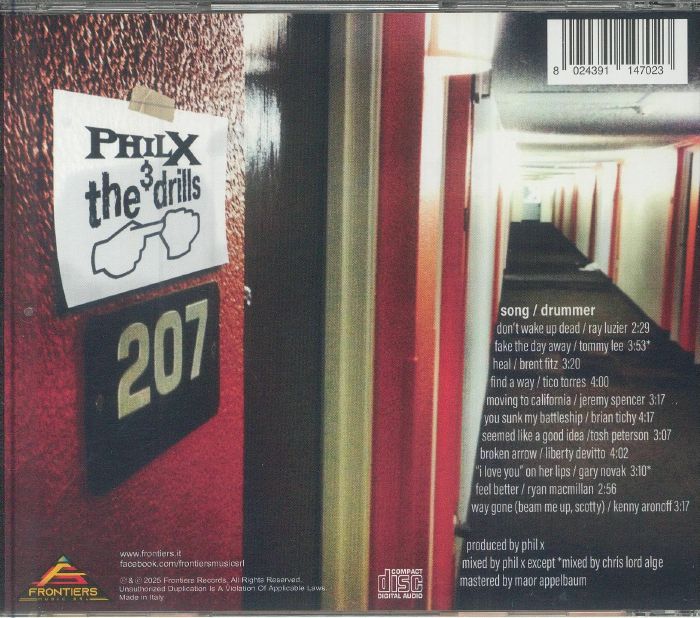 8 024391 147023
PHILX
the & drills
207
song / drummer
don't wake up dead / ray luzier 2:29
fake the day away / tommy lee 3:53*
heal / brent fitz 3:20
find a way / tico torres 4:00
moving to california / jeremy spencer 3:17
you sunk my battleship / brian tichy 4:17
seemed like a good idea /tosh peterson 3:07
broken arrow / liberty devitto 4:02
"i love you" on her lips / gary novak 3:10*
feel better / ryan macmillan 2:56
way gone (beam me up, scotty) / kenny aronoff 3:17
produced by phil x
mixed by phil x except *mixed by chris lord alge
mastered by maor appelbaum
www.frontiers.it
facebook.com/frontiersmusicsrl
℗ & © 2025 Frontiers Records. All Rights Reserved.
Unauthorized Duplication Is A Violation Of Applicable Laws.
Made in Italy
FRONTIERS
MUSIC SRL
COMPACT
disc
DIGITAL AUDIO